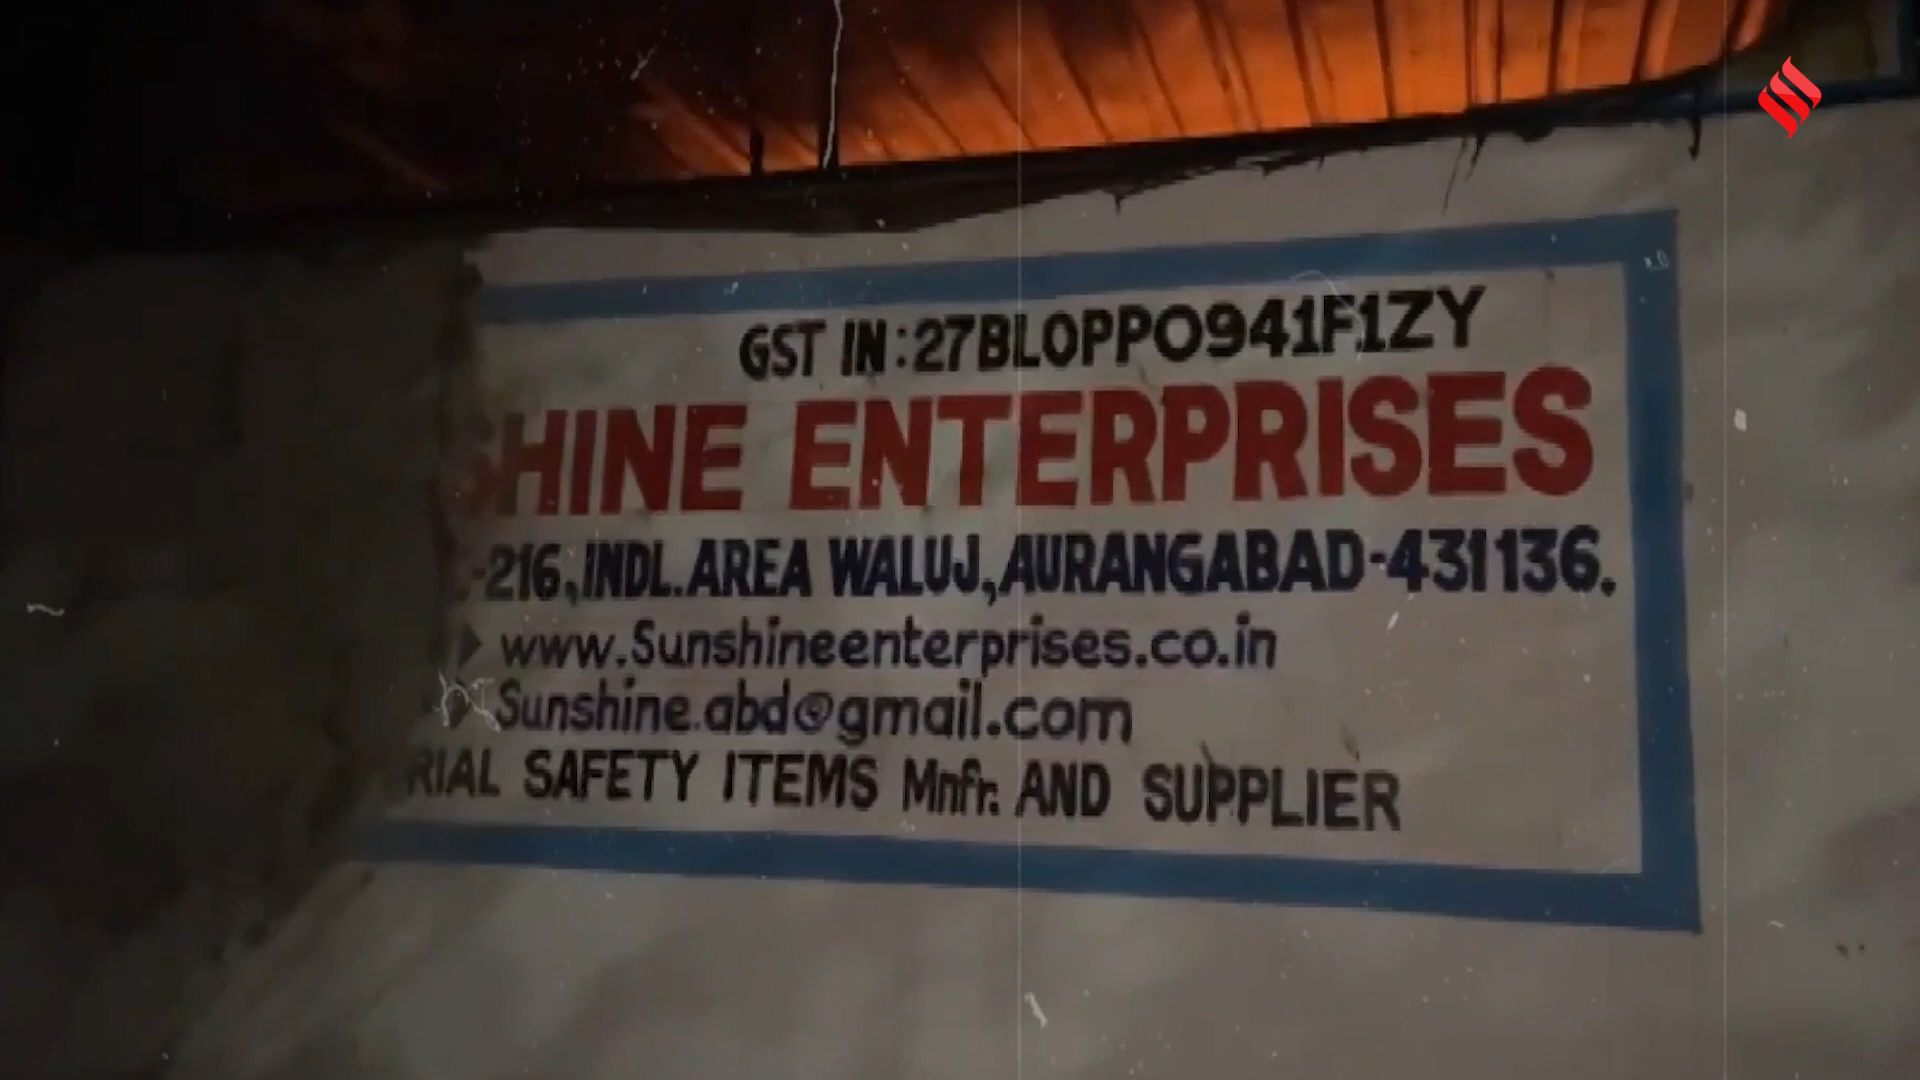 GST IN:27BLOPPO941F1ZY
SHINE ENTERPRISES
-216, INDL. AREA WALUJ, AURANGABAD-431136.
www.Sunshineenterprises.co.in
Sunshine.abd@gmail.com
RIAL SAFETY ITEMS Mnfr. AND SUPPLIER